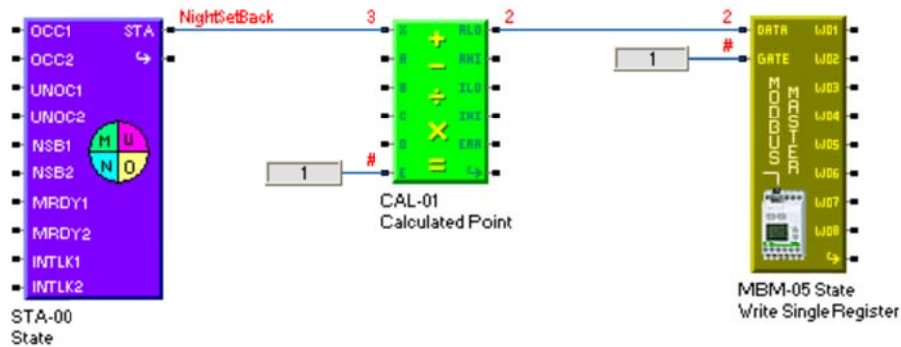 NightSetBack 3 2 2
OCC1 STA X RLO DATA WD1
OCC2 A RHI 1 # GATE WD2
UNOC1 B ILO WD3
UNOC2 C IHI WD4
NSB1 M U D ERR WD5
NSB2 N O 1 # E WD6
MODBUS MASTER
MRDY1 WD7
MRDY2 WD8
INTLK1
INTLK2
CAL-01
Calculated Point
STA-00
State
MBM-05 State
Write Single Register